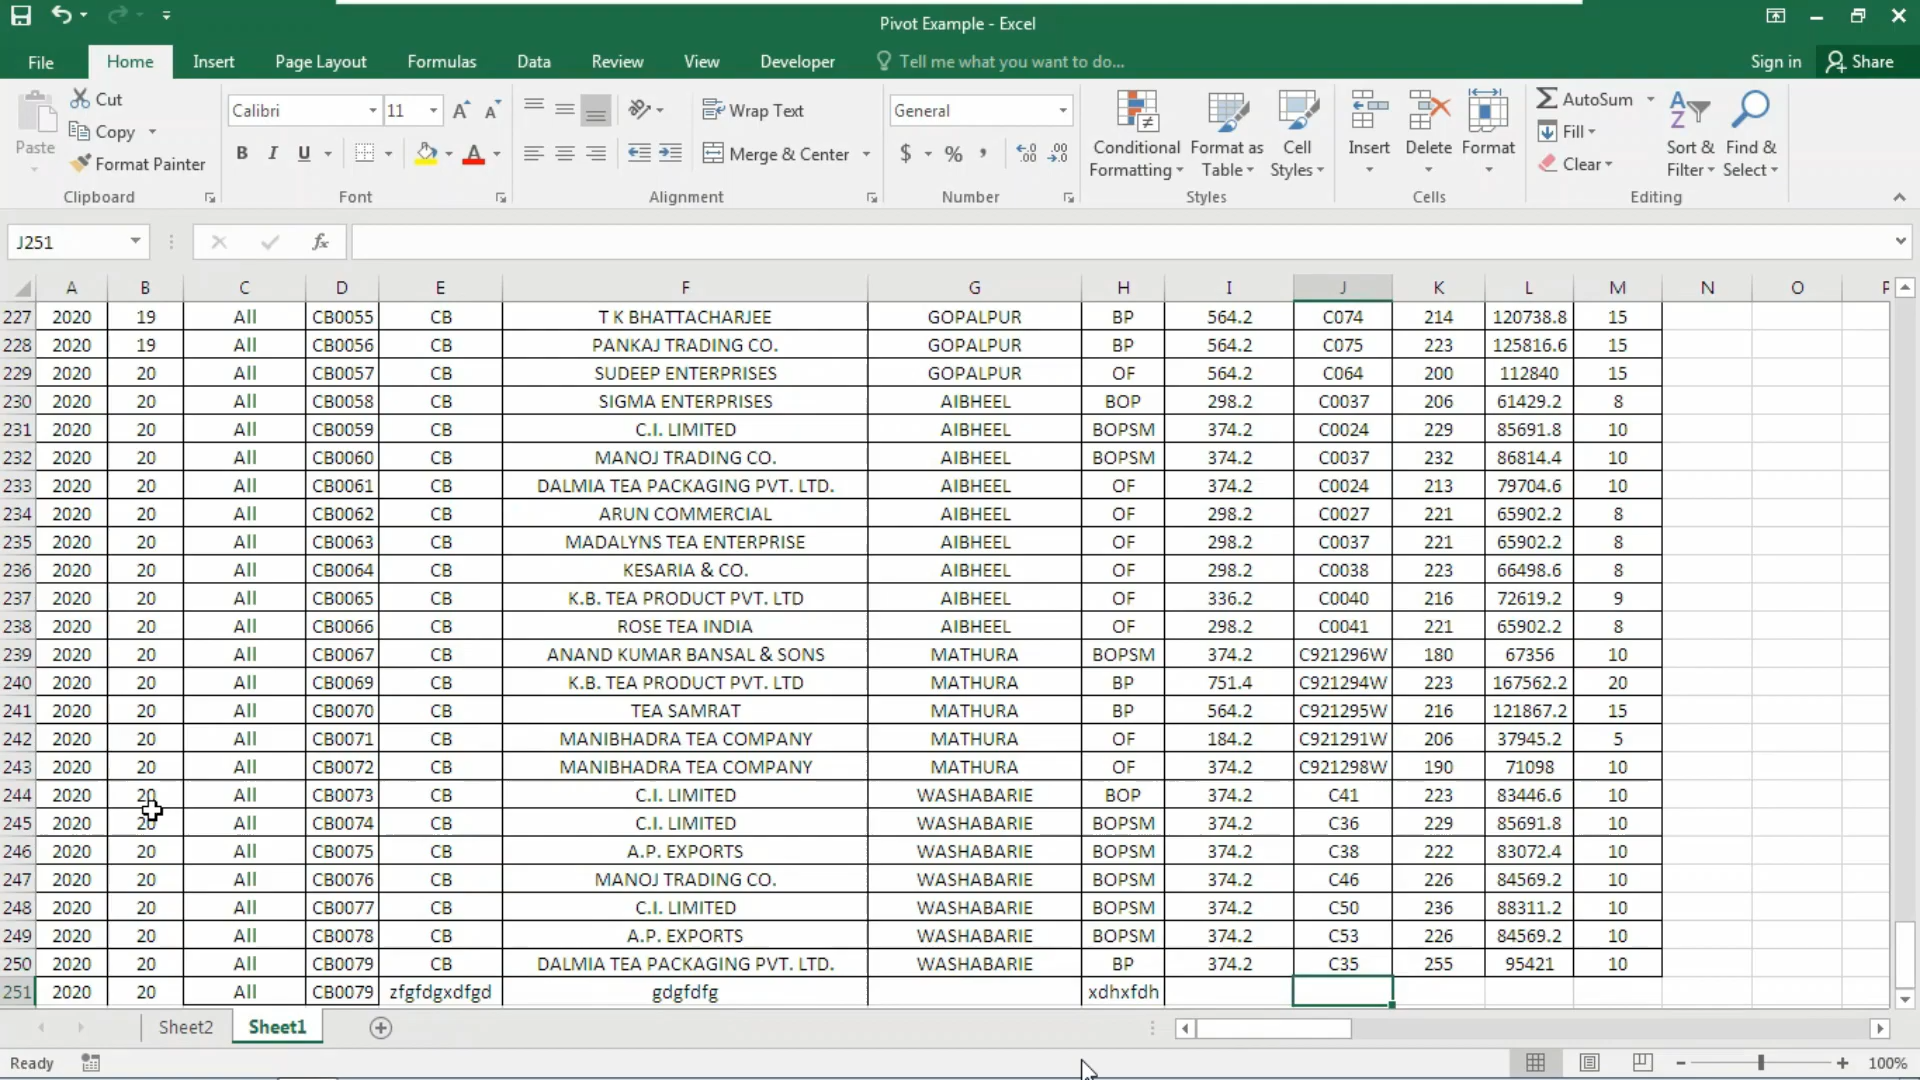 Pivot Example - Excel
File Home Insert Page Layout Formulas Data Review View Developer Tell me what you want to do... Sign in Share
Cut
Copy
Format Painter
Paste
Clipboard
Calibri 11
B I U A
Font
Wrap Text
Merge & Center
Alignment
General
$ % ,
Number
Conditional Formatting
Format as Table
Cell Styles
Styles
Insert Delete Format
Cells
AutoSum
Fill
Clear
Sort & Filter
Find & Select
Editing
J251 fx
A B C D E F G H I J K L M N O P
227 2020 19 All CB0055 CB T K BHATTACHARJEE GOPALPUR BP 564.2 C074 214 120738.8 15
228 2020 19 All CB0056 CB PANKAJ TRADING CO. GOPALPUR BP 564.2 C075 223 125816.6 15
229 2020 20 All CB0057 CB SUDEEP ENTERPRISES GOPALPUR OF 564.2 C064 200 112840 15
230 2020 20 All CB0058 CB SIGMA ENTERPRISES AIBHEEL BOP 298.2 C0037 206 61429.2 8
231 2020 20 All CB0059 CB C.I. LIMITED AIBHEEL BOPSM 374.2 C0024 229 85691.8 10
232 2020 20 All CB0060 CB MANOJ TRADING CO. AIBHEEL BOPSM 374.2 C0037 232 86814.4 10
233 2020 20 All CB0061 CB DALMIA TEA PACKAGING PVT. LTD. AIBHEEL OF 374.2 C0024 213 79704.6 10
234 2020 20 All CB0062 CB ARUN COMMERCIAL AIBHEEL OF 298.2 C0027 221 65902.2 8
235 2020 20 All CB0063 CB MADALYNS TEA ENTERPRISE AIBHEEL OF 298.2 C0037 221 65902.2 8
236 2020 20 All CB0064 CB KESARIA & CO. AIBHEEL OF 298.2 C0038 223 66498.6 8
237 2020 20 All CB0065 CB K.B. TEA PRODUCT PVT. LTD AIBHEEL OF 336.2 C0040 216 72619.2 9
238 2020 20 All CB0066 CB ROSE TEA INDIA AIBHEEL OF 298.2 C0041 221 65902.2 8
239 2020 20 All CB0067 CB ANAND KUMAR BANSAL & SONS MATHURA BOPSM 374.2 C921296W 180 67356 10
240 2020 20 All CB0069 CB K.B. TEA PRODUCT PVT. LTD MATHURA BP 751.4 C921294W 223 167562.2 20
241 2020 20 All CB0070 CB TEA SAMRAT MATHURA BP 564.2 C921295W 216 121867.2 15
242 2020 20 All CB0071 CB MANIBHADRA TEA COMPANY MATHURA OF 184.2 C921291W 206 37945.2 5
243 2020 20 All CB0072 CB MANIBHADRA TEA COMPANY MATHURA OF 374.2 C921298W 190 71098 10
244 2020 20 All CB0073 CB C.I. LIMITED WASHABARIE BOP 374.2 C41 223 83446.6 10
245 2020 20 All CB0074 CB C.I. LIMITED WASHABARIE BOPSM 374.2 C36 229 85691.8 10
246 2020 20 All CB0075 CB A.P. EXPORTS WASHABARIE BOPSM 374.2 C38 222 83072.4 10
247 2020 20 All CB0076 CB MANOJ TRADING CO. WASHABARIE BOPSM 374.2 C46 226 84569.2 10
248 2020 20 All CB0077 CB C.I. LIMITED WASHABARIE BOPSM 374.2 C50 236 88311.2 10
249 2020 20 All CB0078 CB A.P. EXPORTS WASHABARIE BOPSM 374.2 C53 226 84569.2 10
250 2020 20 All CB0079 CB DALMIA TEA PACKAGING PVT. LTD. WASHABARIE BP 374.2 C35 255 95421 10
251 2020 20 All CB0079 zfgfdgxdfgd gdgfdfg xdhxfdh
Sheet2 Sheet1
Ready 100%